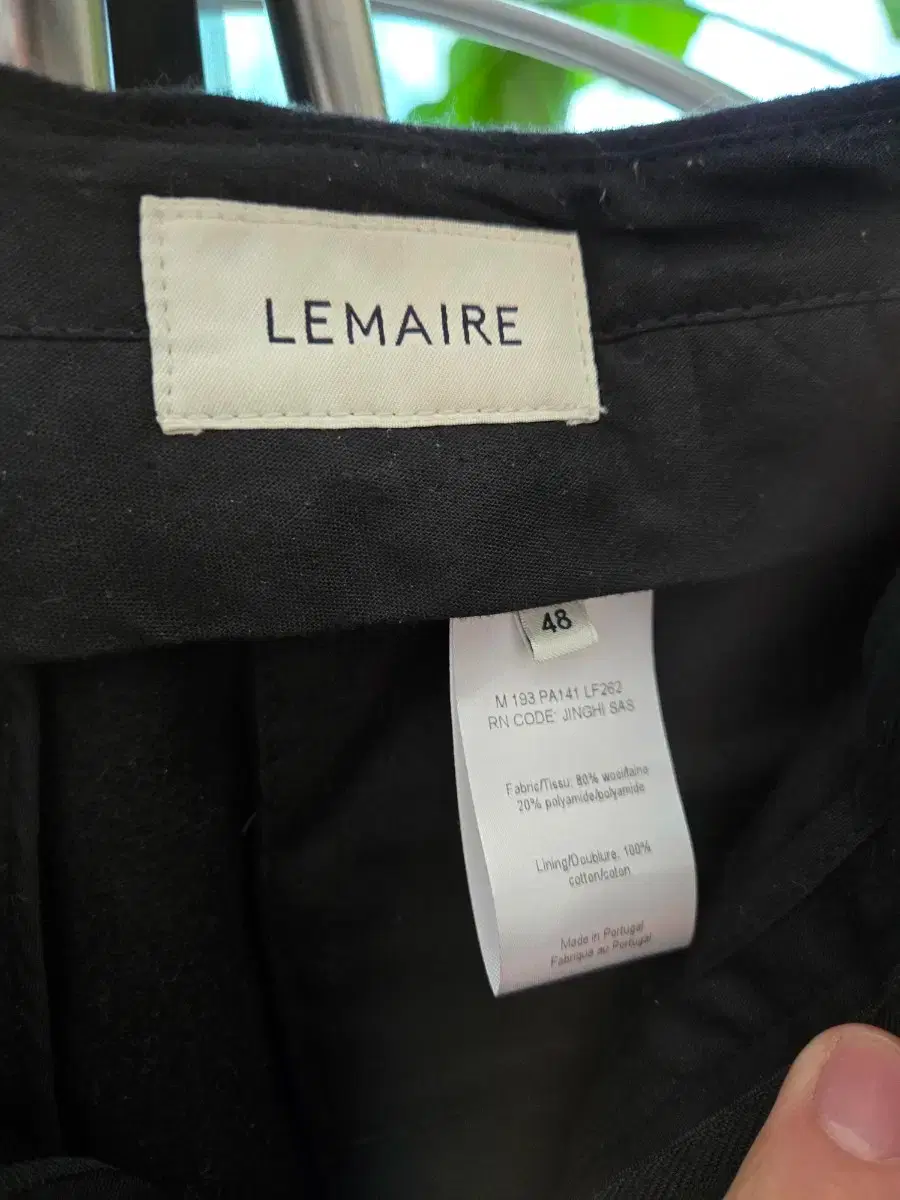 LEMAIRE
48
M 193 PA141 LF262
RN CODE: JINGHI SAS
Fabric/Tissu: 80% wool/laine
20% polyamide/polyamide
Lining/Doublure: 100%
cotton/coton
Made in Portugal
Fabriqué au Portugal